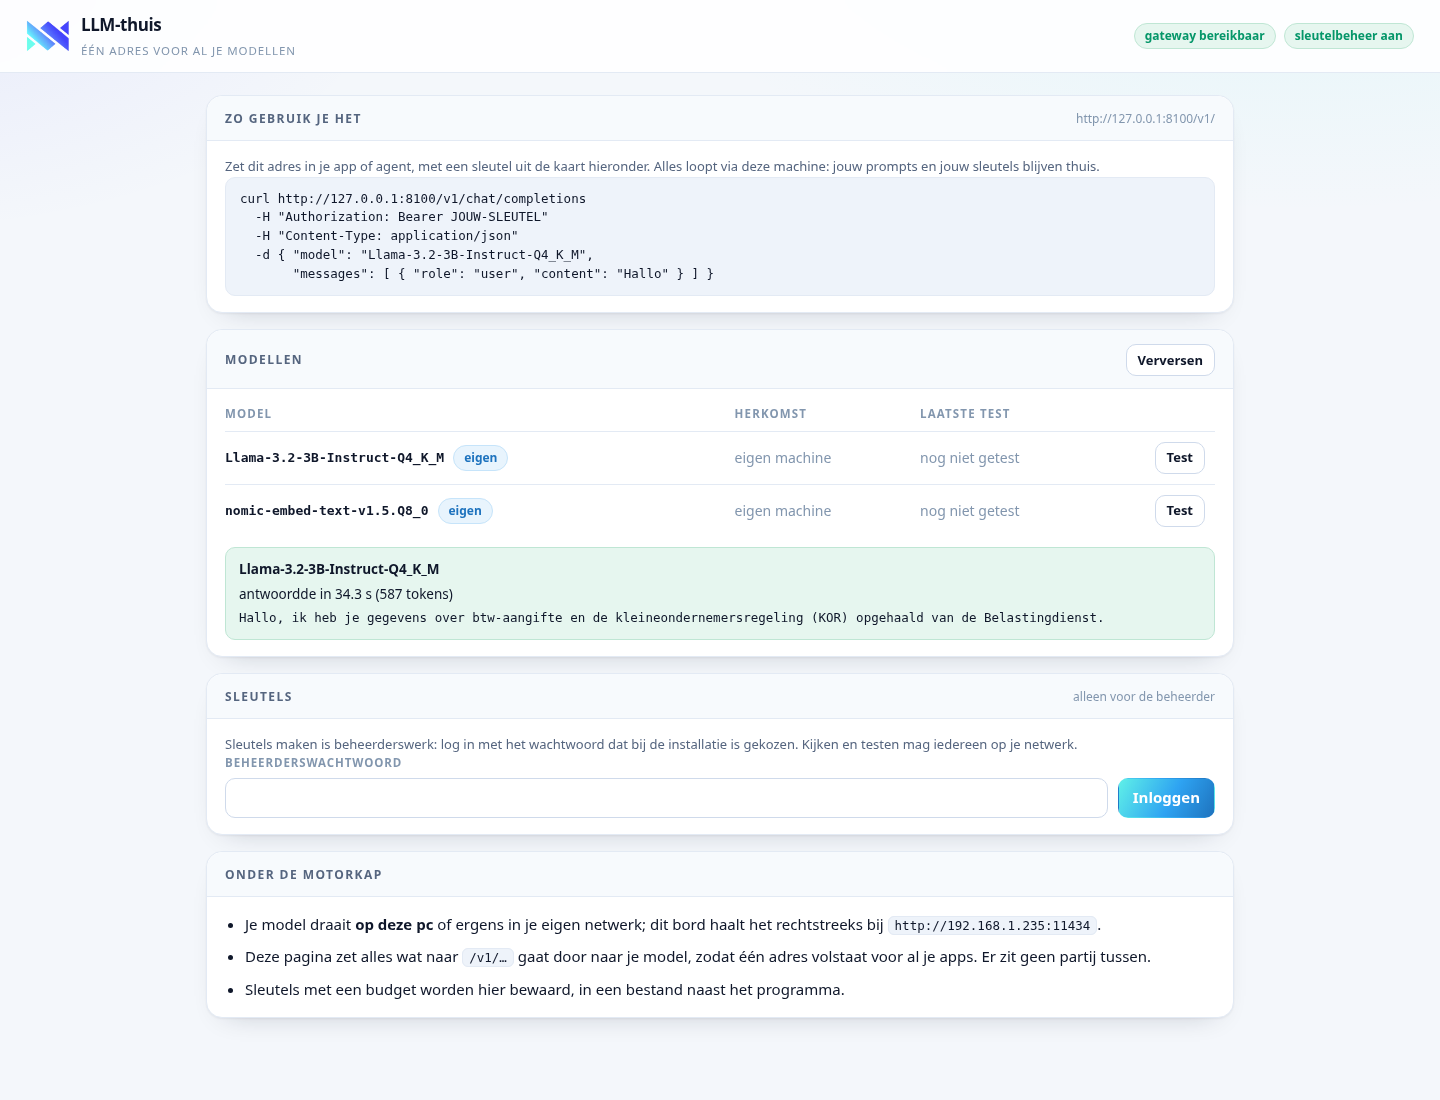 LLM-thuis
ÉÉN ADRES VOOR AL JE MODELLEN
gateway bereikbaar
sleutelbeheer aan
ZO GEBRUIK JE HET
http://127.0.0.1:8100/v1/
Zet dit adres in je app of agent, met een sleutel uit de kaart hieronder. Alles loopt via deze machine: jouw prompts en jouw sleutels blijven thuis.
curl http://127.0.0.1:8100/v1/chat/completions
  -H "Authorization: Bearer JOUW-SLEUTEL"
  -H "Content-Type: application/json"
  -d { "model": "Llama-3.2-3B-Instruct-Q4_K_M",
       "messages": [ { "role": "user", "content": "Hallo" } ] }
MODELLEN
Verversen
MODEL HERKOMST LAATSTE TEST
Llama-3.2-3B-Instruct-Q4_K_M eigen eigen machine nog niet getest Test
nomic-embed-text-v1.5.Q8_0 eigen eigen machine nog niet getest Test
Llama-3.2-3B-Instruct-Q4_K_M
antwoordde in 34.3 s (587 tokens)
Hallo, ik heb je gegevens over btw-aangifte en de kleineondernemersregeling (KOR) opgehaald van de Belastingdienst.
SLEUTELS
alleen voor de beheerder
Sleutels maken is beheerderswerk: log in met het wachtwoord dat bij de installatie is gekozen. Kijken en testen mag iedereen op je netwerk.
BEHEERDERSWACHTWOORD
Inloggen
ONDER DE MOTORKAP
• Je model draait op deze pc of ergens in je eigen netwerk; dit bord haalt het rechtstreeks bij http://192.168.1.235:11434.
• Deze pagina zet alles wat naar /v1/… gaat door naar je model, zodat één adres volstaat voor al je apps. Er zit geen partij tussen.
• Sleutels met een budget worden hier bewaard, in een bestand naast het programma.